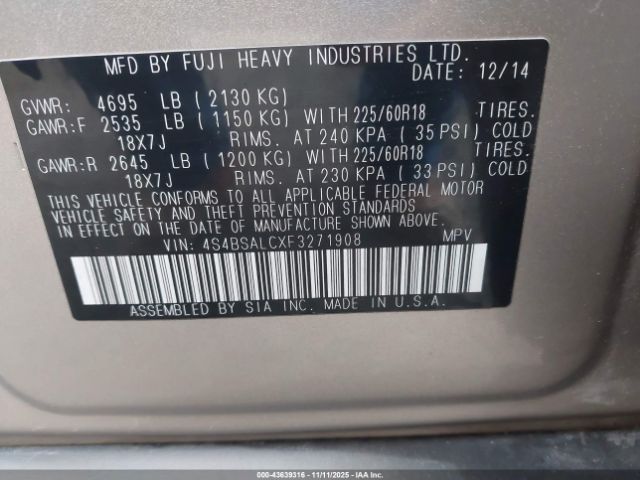 MFD BY FUJI HEAVY INDUSTRIES LTD.
DATE: 12/14
GVWR: 4695 LB (2130 KG)
GAWR:F 2535 LB (1150 KG) WITH 225/60R18 TIRES.
18X7J RIMS. AT 240 KPA (35 PSI) COLD
GAWR:R 2645 LB (1200 KG) WITH 225/60R18 TIRES.
18X7J RIMS. AT 230 KPA (33 PSI) COLD
THIS VEHICLE CONFORMS TO ALL APPLICABLE FEDERAL MOTOR
VEHICLE SAFETY AND THEFT PREVENTION STANDARDS
IN EFFECT ON THE DATE OF MANUFACTURE SHOWN ABOVE.
VIN: 4S4BSALCXF3271908 MPV
ASSEMBLED BY SIA INC. MADE IN U.S.A.
000-43639316 - 11/11/2025 - IAA Corp.